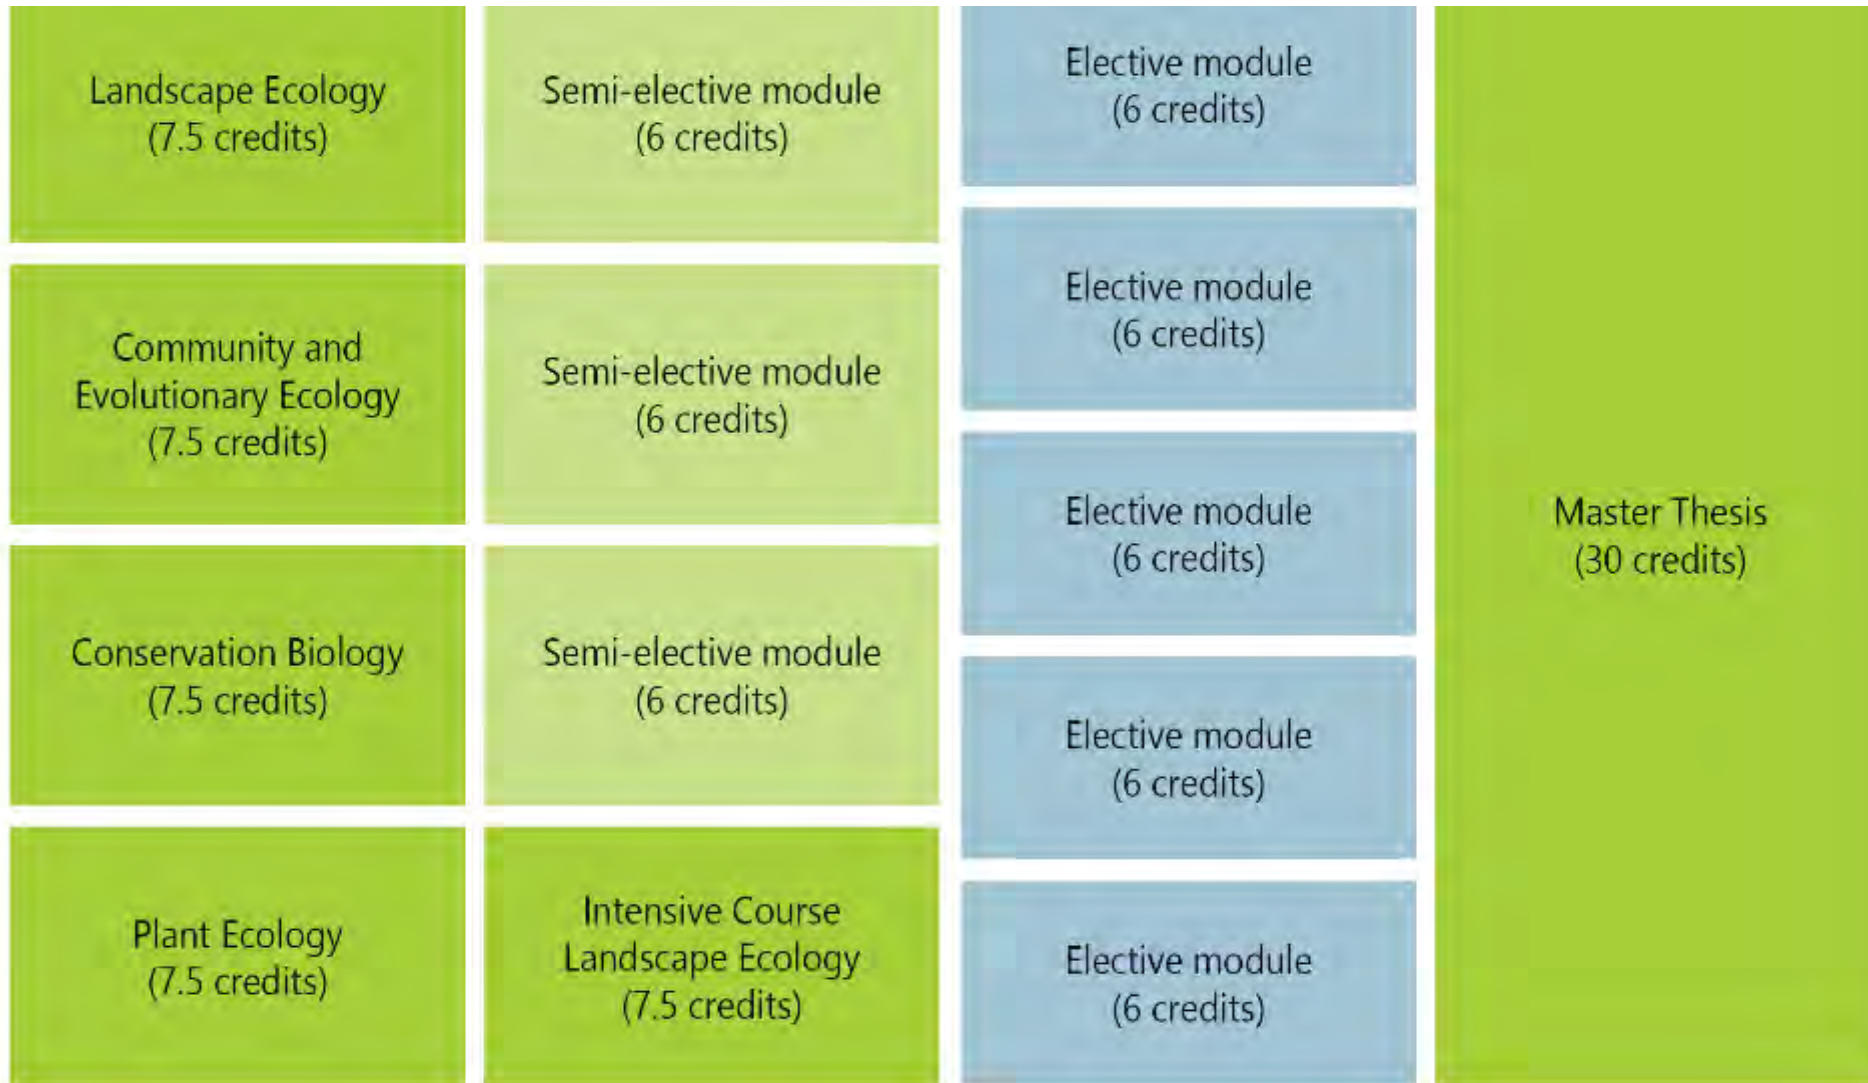 Landscape Ecology
(7.5 credits)
Community and
Evolutionary Ecology
(7.5 credits)
Conservation Biology
(7.5 credits)
Plant Ecology
(7.5 credits)
Semi-elective module
(6 credits)
Semi-elective module
(6 credits)
Semi-elective module
(6 credits)
Intensive Course
Landscape Ecology
(7.5 credits)
Elective module
(6 credits)
Elective module
(6 credits)
Elective module
(6 credits)
Elective module
(6 credits)
Elective module
(6 credits)
Master Thesis
(30 credits)